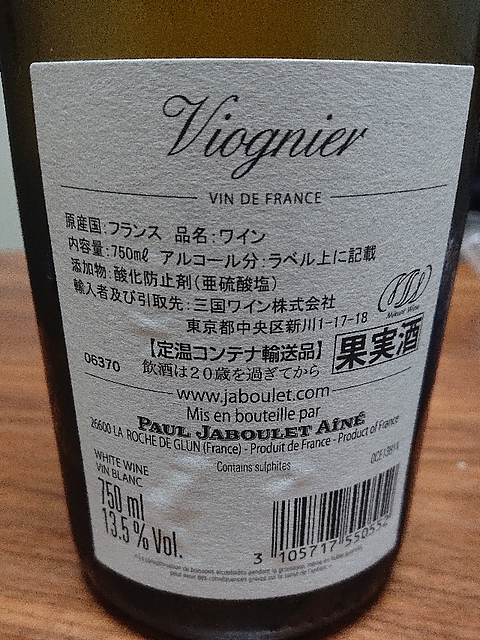 Viognier
VIN DE FRANCE
原産国:フランス 品名:ワイン
内容量:750mℓ アルコール分:ラベル上に記載
添加物:酸化防止剤(亜硫酸塩)
輸入者及び引取先:三国ワイン株式会社
東京都中央区新川1-17-18
Mikuni Wine
【定温コンテナ輸送品】
果実酒
06370
飲酒は20歳を過ぎてから
www.jaboulet.com
Mis en bouteille par
PAUL JABOULET AÎNÉ
26600 LA ROCHE DE GLUN (France) - Produit de France - Product of France
Contains sulphites
WHITE WINE
VIN BLANC
750 ml
13.5 % Vol.
3 105717 550552